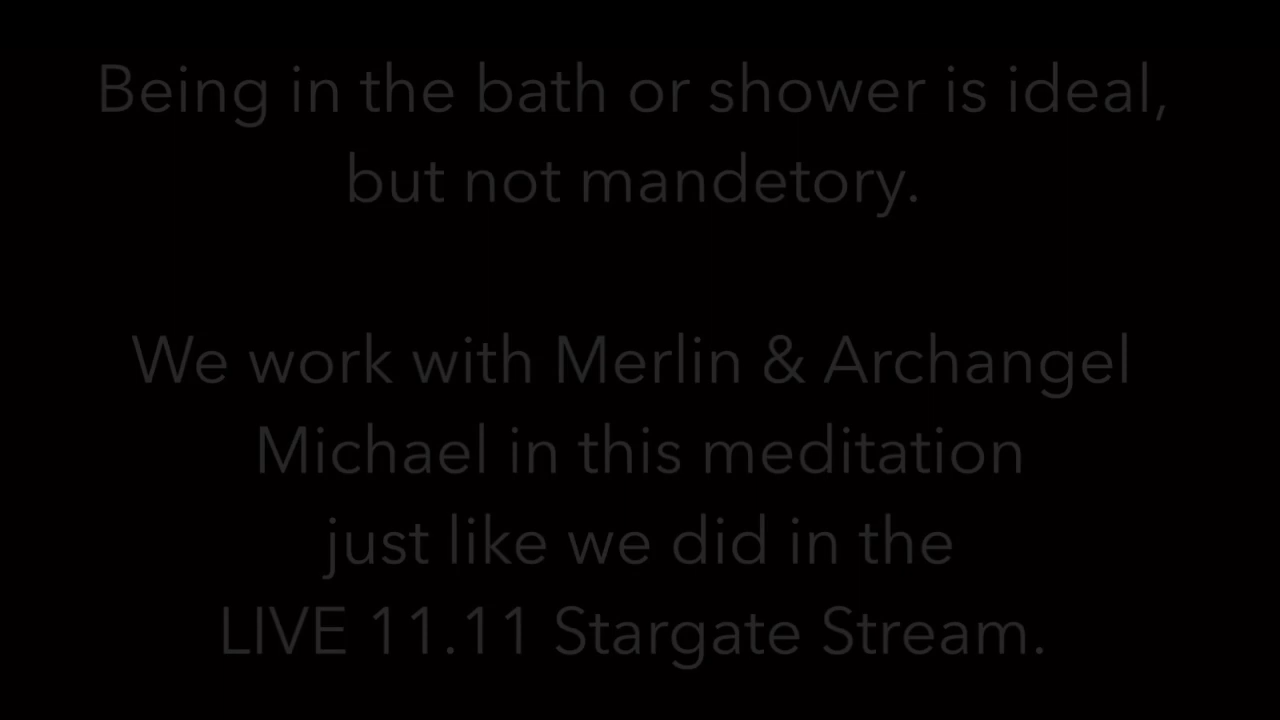 Being in the bath or shower is ideal,
but not mandetory.
We work with Merlin & Archangel
Michael in this meditation
just like we did in the
LIVE 11.11 Stargate Stream.